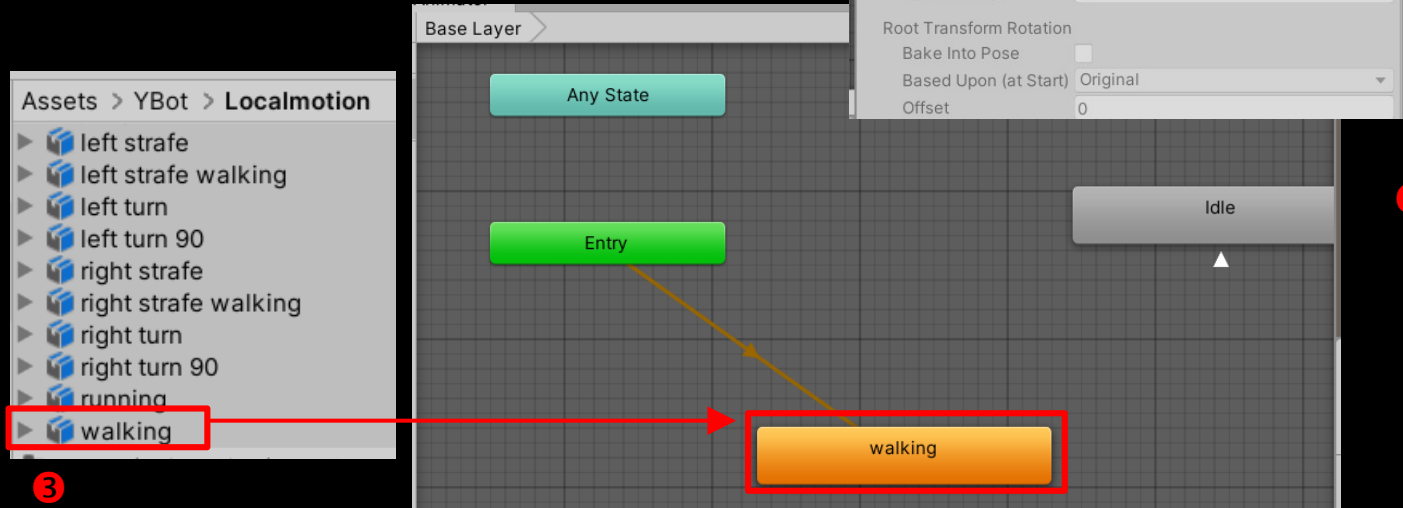 Assets > YBot > Localmotion
left strafe
left strafe walking
left turn
left turn 90
right strafe
right strafe walking
right turn
right turn 90
running
walking
3
Base Layer
Any State
Entry
walking
Idle
Root Transform Rotation
Bake Into Pose
Based Upon (at Start) Original
Offset 0